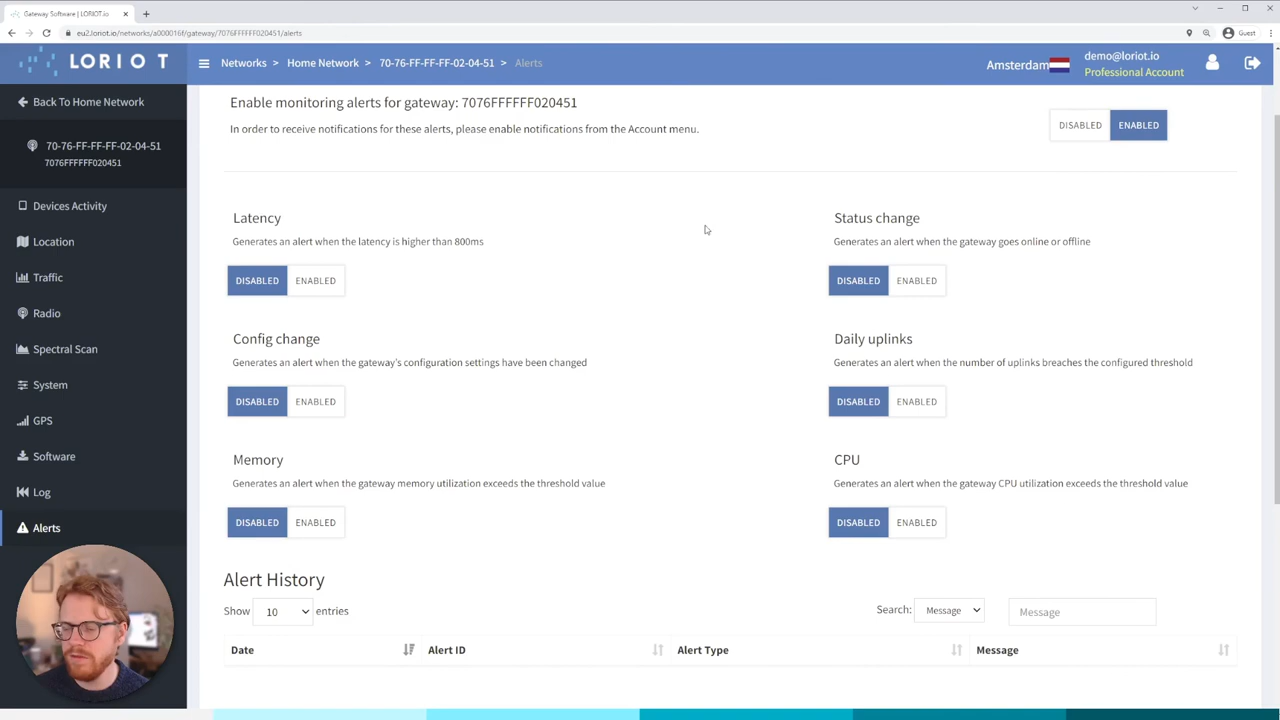 Gateway Software | LORIOT.io
eu2.loriot.io/networks/a000016f/gateway/7076FFFFFF020451/alerts
Guest
LORIOT
Networks > Home Network > 70-76-FF-FF-FF-02-04-51 > Alerts
Amsterdam
demo@loriot.io
Professional Account
Back To Home Network
70-76-FF-FF-FF-02-04-51
7076FFFFFF020451
Devices Activity
Location
Traffic
Radio
Spectral Scan
System
GPS
Software
Log
Alerts
Enable monitoring alerts for gateway: 7076FFFFFF020451
In order to receive notifications for these alerts, please enable notifications from the Account menu.
DISABLED ENABLED
Latency
Generates an alert when the latency is higher than 800ms
DISABLED ENABLED
Status change
Generates an alert when the gateway goes online or offline
DISABLED ENABLED
Config change
Generates an alert when the gateway's configuration settings have been changed
DISABLED ENABLED
Daily uplinks
Generates an alert when the number of uplinks breaches the configured threshold
DISABLED ENABLED
Memory
Generates an alert when the gateway memory utilization exceeds the threshold value
DISABLED ENABLED
CPU
Generates an alert when the gateway CPU utilization exceeds the threshold value
DISABLED ENABLED
Alert History
Show 10 entries
Search: Message Message
Date Alert ID Alert Type Message